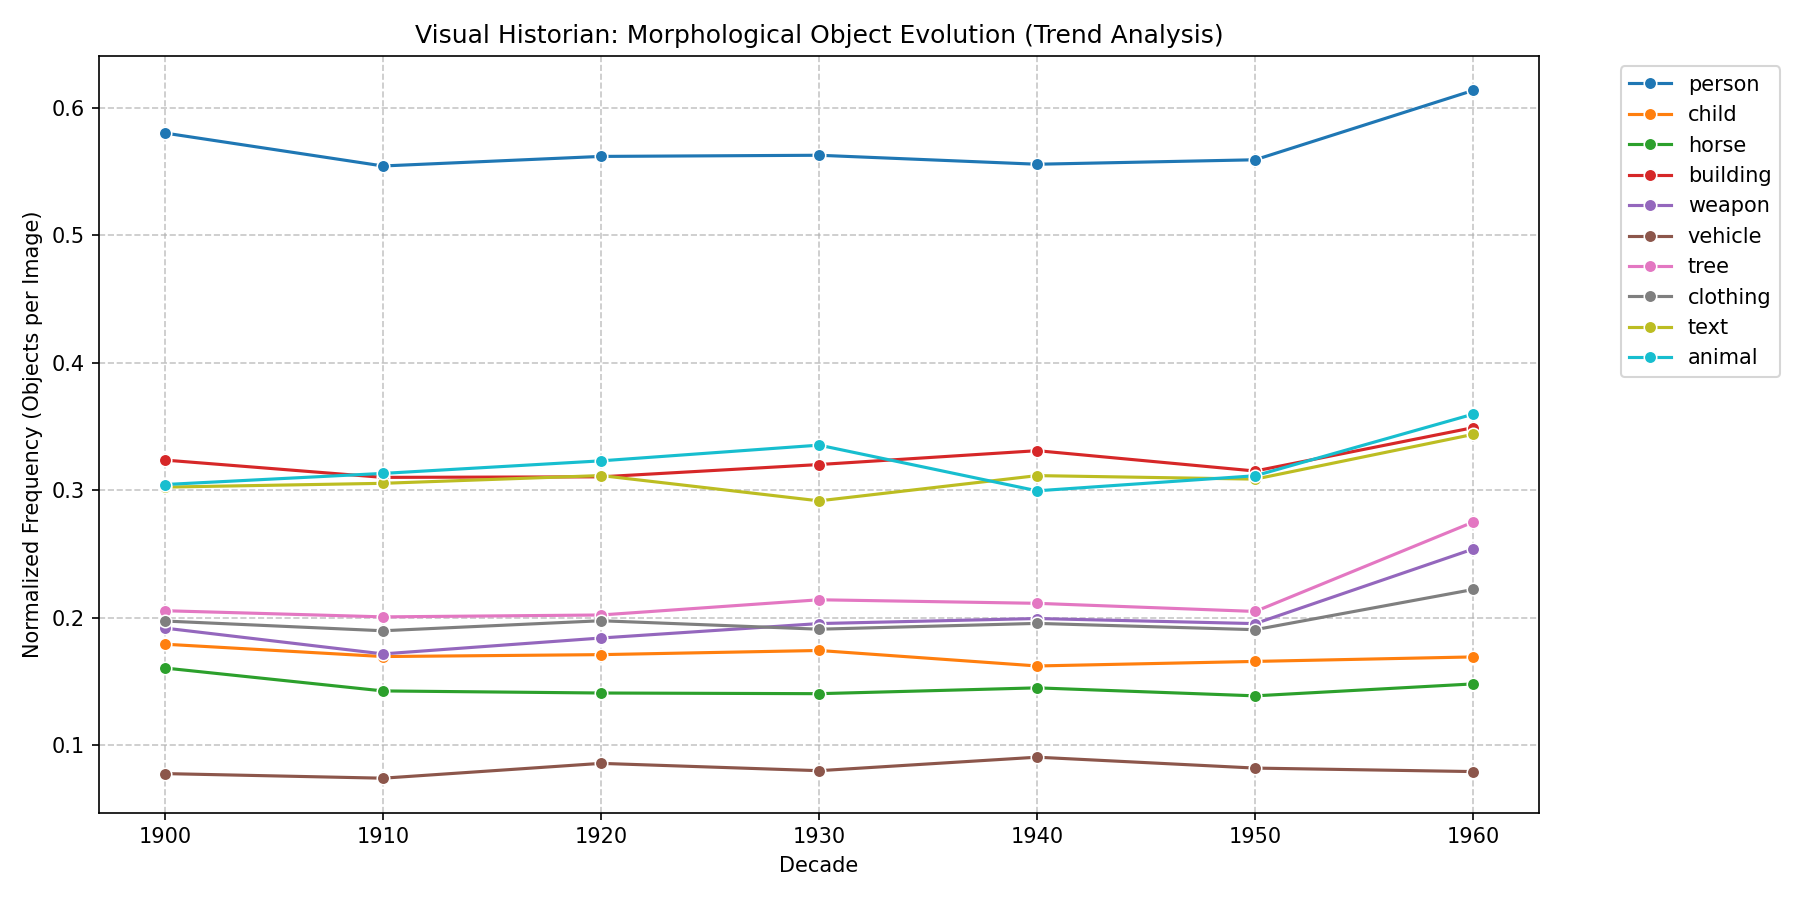 Visual Historian: Morphological Object Evolution (Trend Analysis)
Normalized Frequency (Objects per Image)
0.6
0.5
0.4
0.3
0.2
0.1
1900 1910 1920 1930 1940 1950 1960
Decade
person
child
horse
building
weapon
vehicle
tree
clothing
text
animal